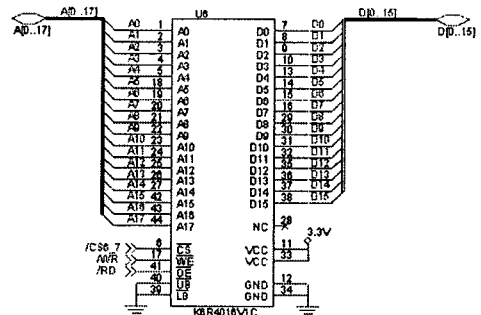 A[0..17] U6 D[0..15]
A[0..17] D[0..15]
A0 1 A0 D0 7 D0
A1 2 A1 D1 8 D1
A2 3 A2 D2 9 D2
A3 4 A3 D3 10 D3
A4 5 A4 D4 13 D4
A5 18 A5 D5 14 D5
A6 19 A6 D6 15 D6
A7 20 A7 D7 16 D7
A8 21 A8 D8 29 D8
A9 22 A9 D9 30 D9
A10 23 A10 D10 31 D10
A11 24 A11 D11 32 D11
A12 25 A12 D12 35 D12
A13 26 A13 D13 36 D13
A14 27 A14 D14 37 D14
A15 42 A15 D15 38 D15
A16 43 A16
A17 44 A17 NC 28
3.3V
/CS6_7 6 CS VCC 11
/WR 17 WE VCC 33
/RD 41 OE
40 UB GND 12
39 LB GND 34
K6R4016V1C